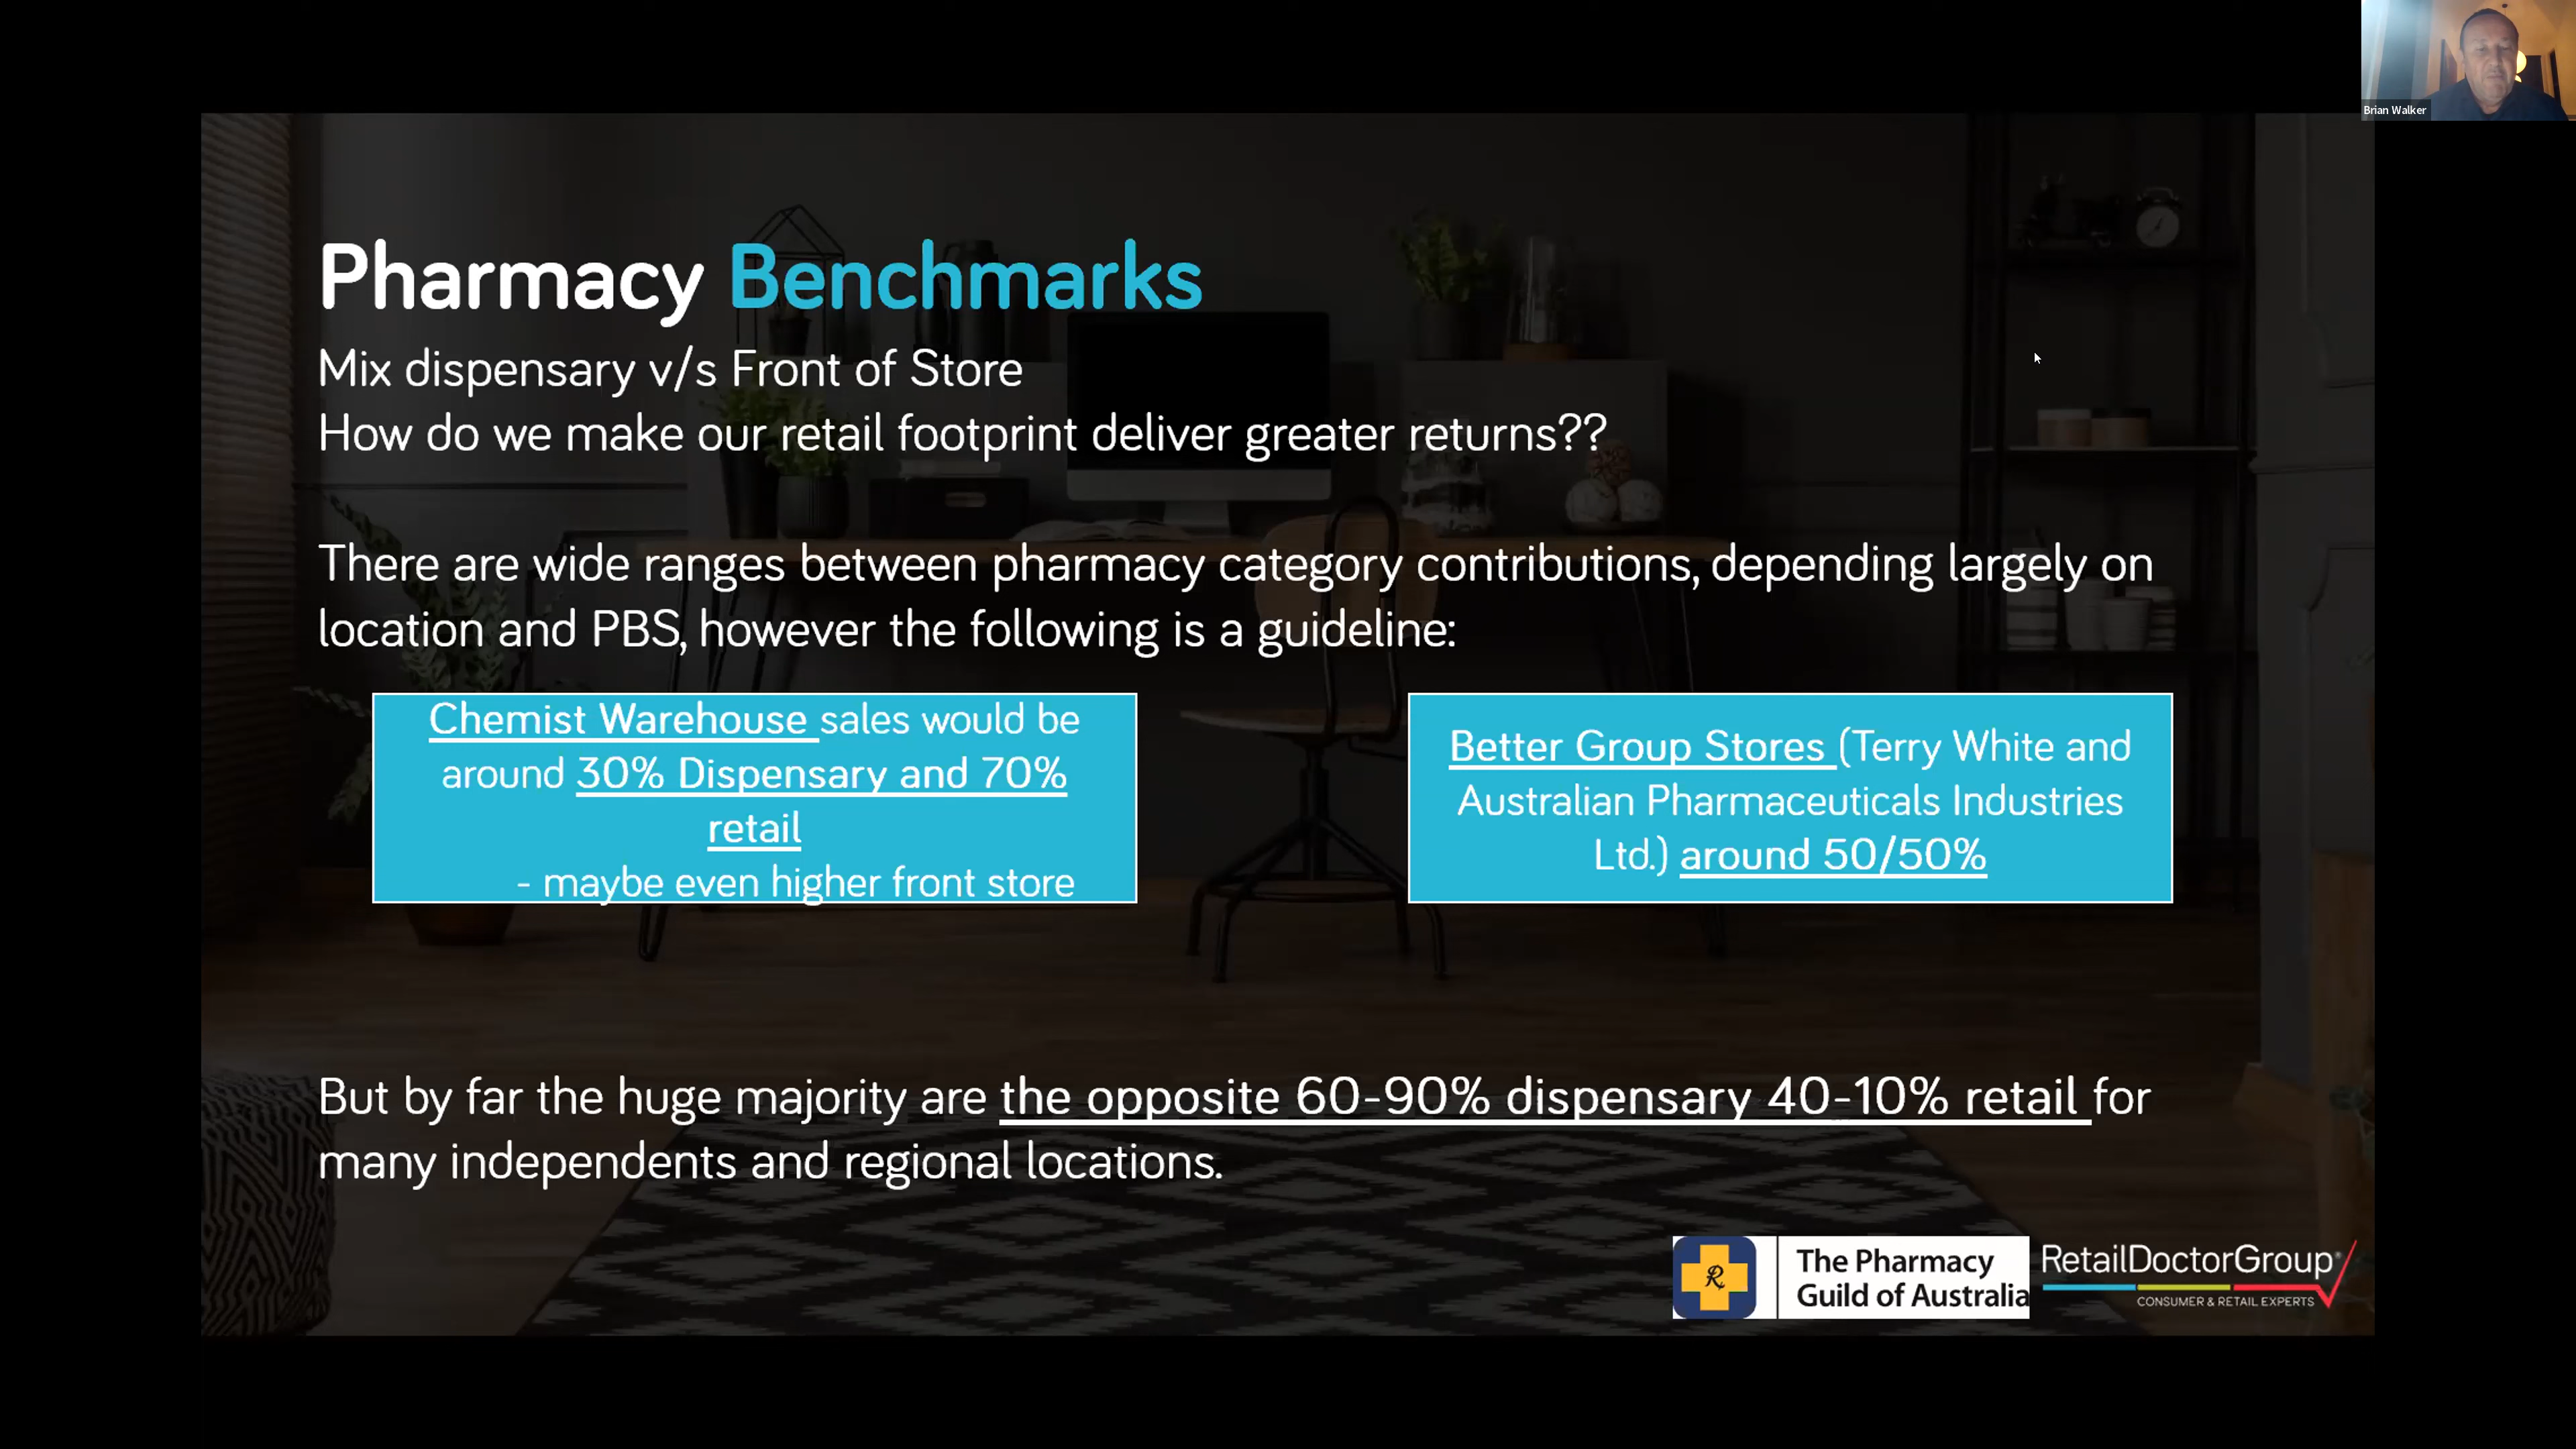 Brian Walker
Pharmacy Benchmarks
Mix dispensary v/s Front of Store
How do we make our retail footprint deliver greater returns??
There are wide ranges between pharmacy category contributions, depending largely on
location and PBS, however the following is a guideline:
Chemist Warehouse sales would be
around 30% Dispensary and 70%
retail
- maybe even higher front store
Better Group Stores (Terry White and
Australian Pharmaceuticals Industries
Ltd.) around 50/50%
But by far the huge majority are the opposite 60-90% dispensary 40-10% retail for
many independents and regional locations.
The Pharmacy
Guild of Australia
RetailDoctorGroup
CONSUMER & RETAIL EXPERTS